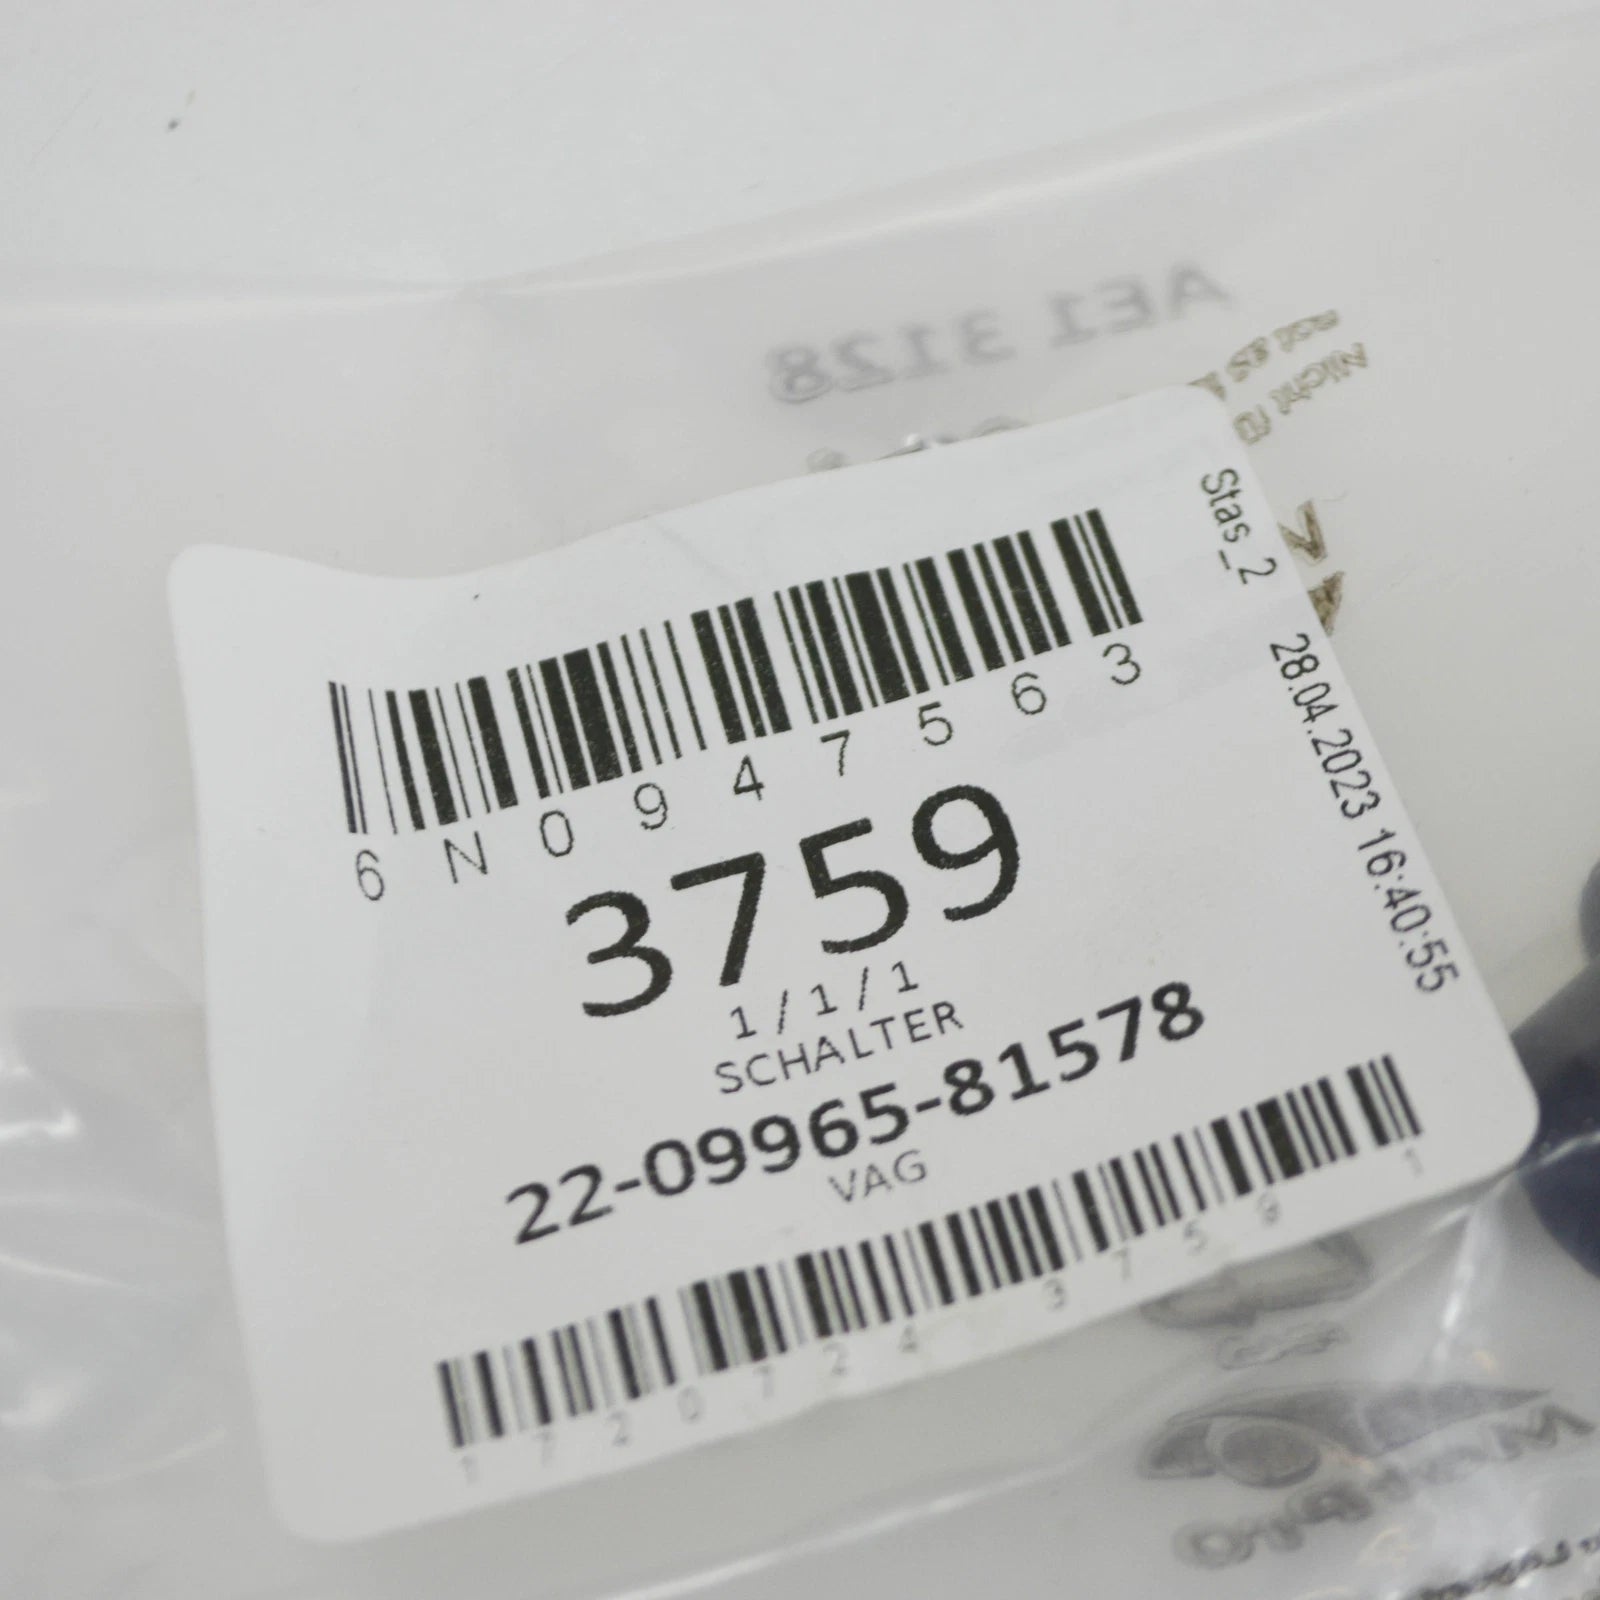 AE1 3128
Nicht
Stas_2
28.04.2023 16:40:55
6N0947563
3759
1/1/1
SCHALTER
22-09965-81578
VAG